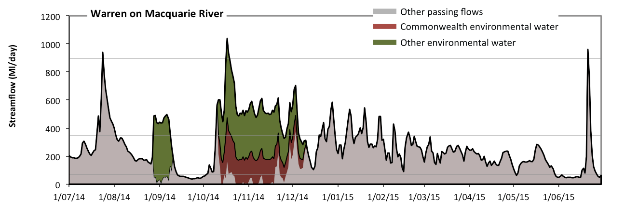 Warren on Macquarie River
Other passing flows
Commonwealth environmental water
Other environmental water
Streamflow (Ml/day)
1200
1000
800
600
400
200
0
1/07/14 1/08/14 1/09/14 1/10/14 1/11/14 1/12/14 1/01/15 1/02/15 1/03/15 1/04/15 1/05/15 1/06/15